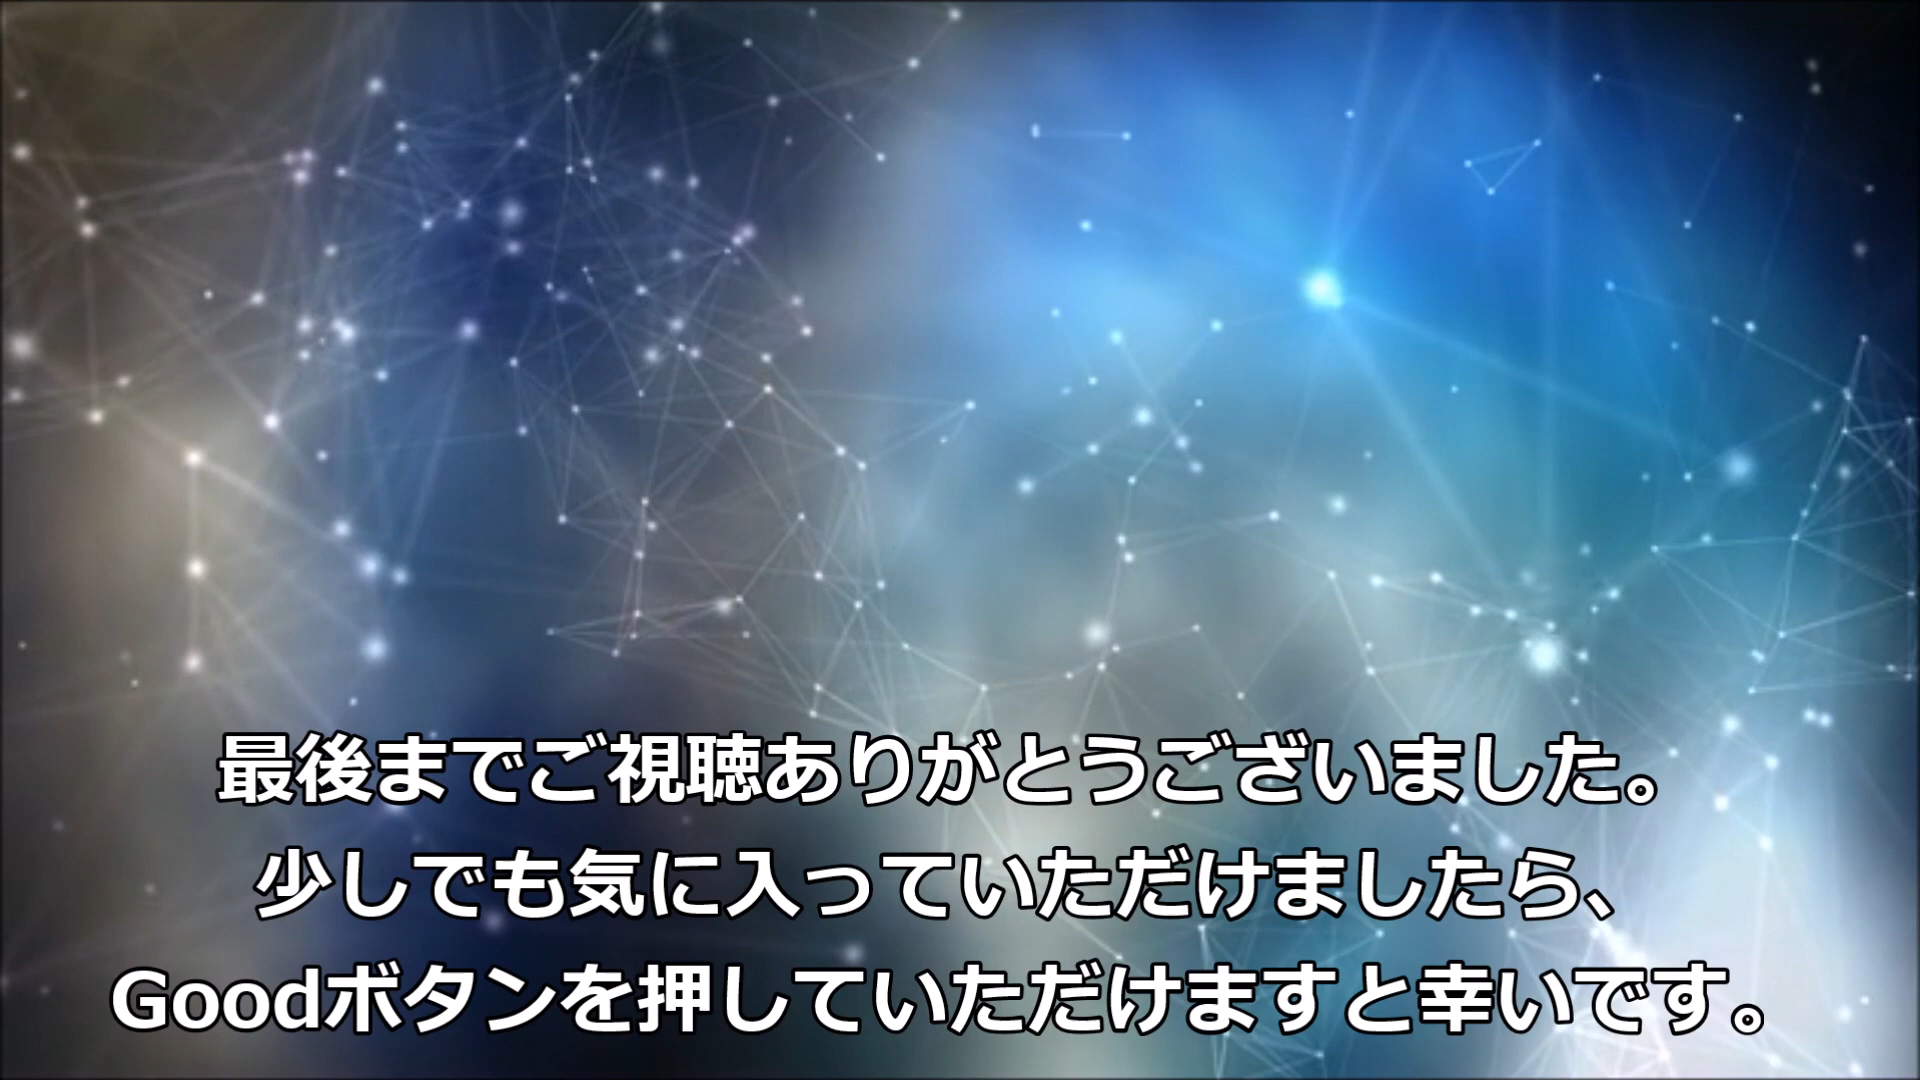 最後までご視聴ありがとうございました。
少しでも気に入っていただけましたら、
Goodボタンを押していただけますと幸いです。